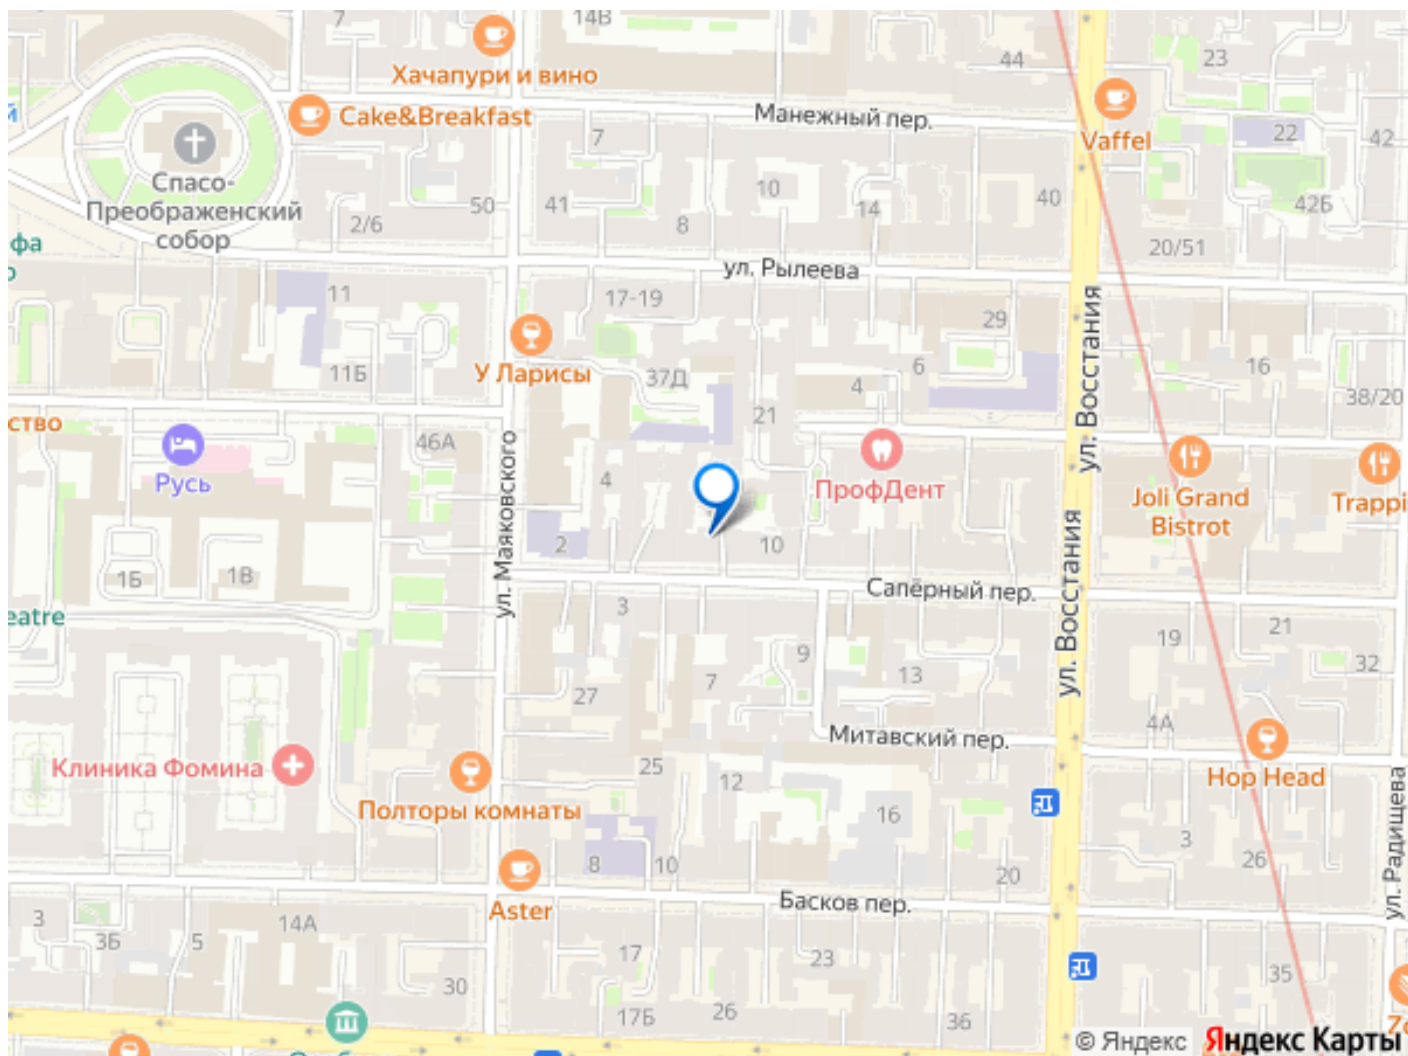 7
14В
Хачапури и вино
44
23
Cake&Breakfast
Манежный пер.
Vaffel
22
42
7
Спасо-
Преображенский
собор
2/6
50
41
8
10
14
40
42Б
20/51
фа
ул. Рылеева
11
17-19
29
У Ларисы
11Б
37Д
21
4
6
ул. Восстания
16
38/20
ство
46А
Русь
ул. Маяковского
4
ПрофДент
Joli Grand
Bistrot
Trappi
2
10
1Б
1В
Сапёрный пер.
ул. Восстания
eatre
3
9
13
7
27
19
21
32
4А
Митавский пер.
Клиника Фомина
25
12
Hop Head
Полторы комнаты
16
3
26
ул. Радищева
8
10
20
Aster
Басков пер.
3
3Б
5
14А
17
23
30
17Б
26
36
35
© Яндекс
Яндекс Карты